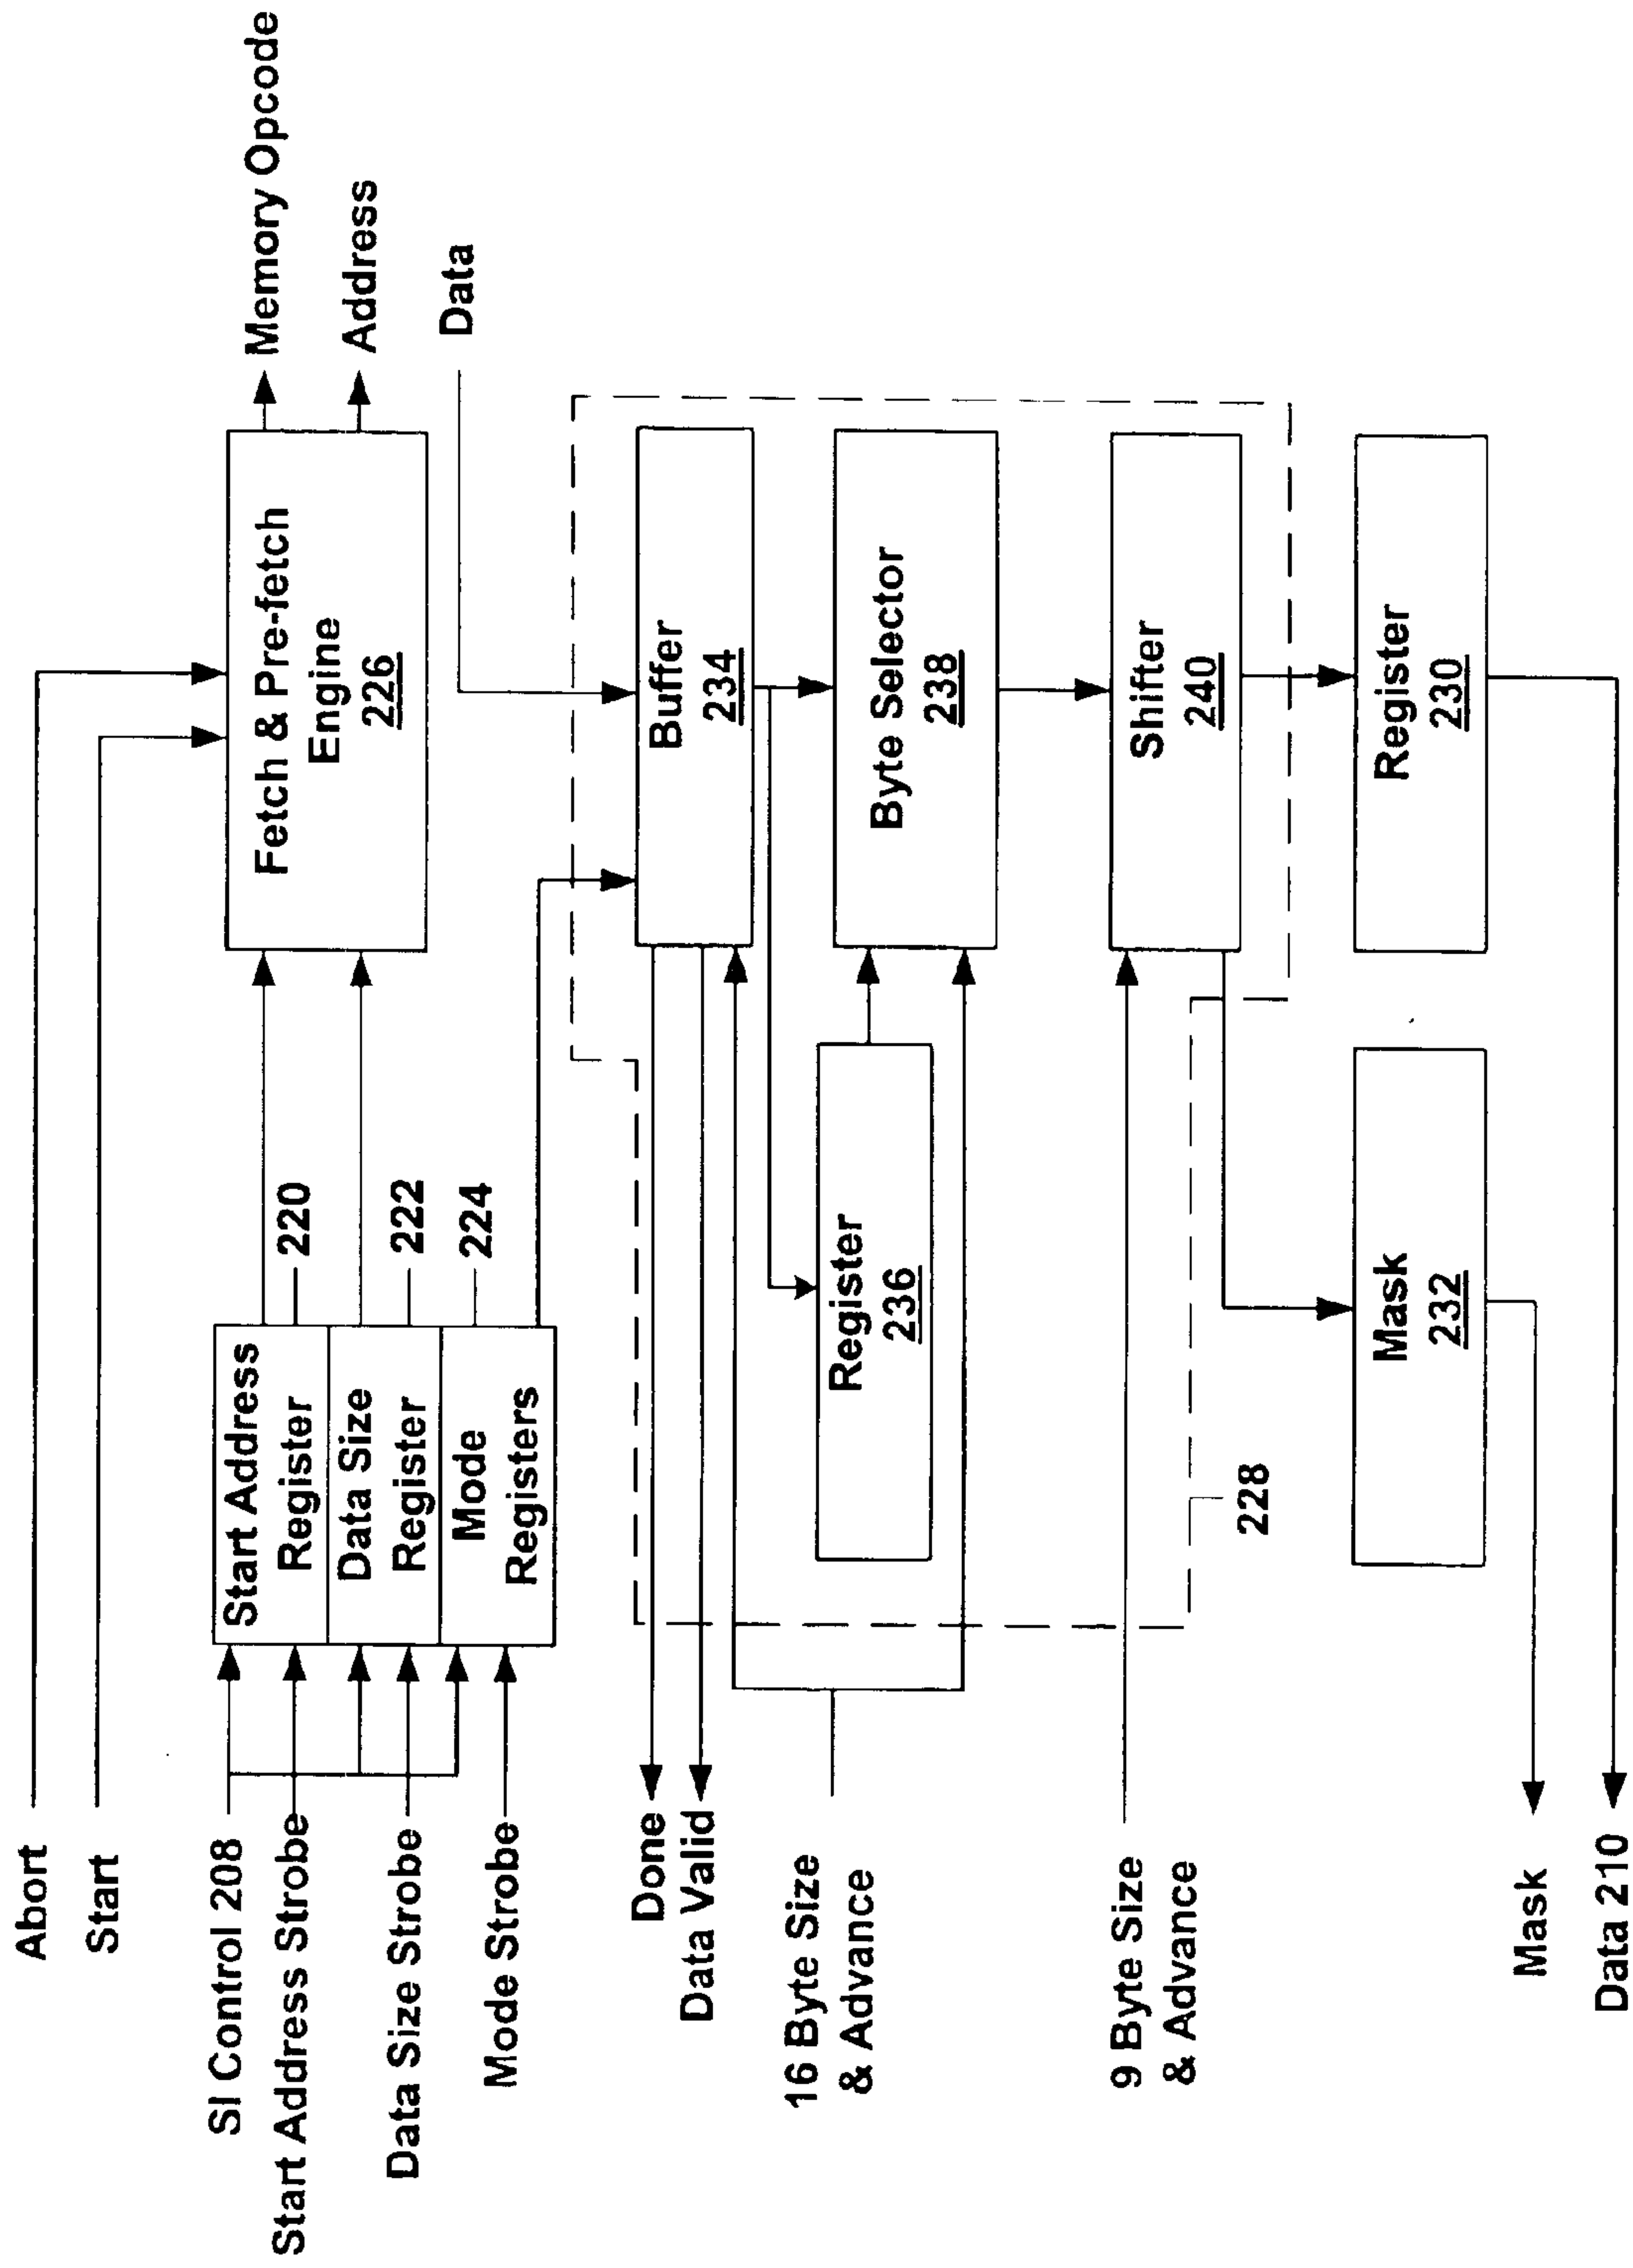 Abort
Start
SI Control 208
Start Address Strobe
Data Size Strobe
Mode Strobe
Start Address
Register
220
Data Size
Register
222
Mode
Registers
224
Fetch & Pre-fetch
Engine
226
Memory Opcode
Address
Data
Done
Data Valid
16 Byte Size
& Advance
Buffer
234
Register
236
Byte Selector
238
9 Byte Size
& Advance
Shifter
240
228
Mask
232
Register
230
Mask
Data 210